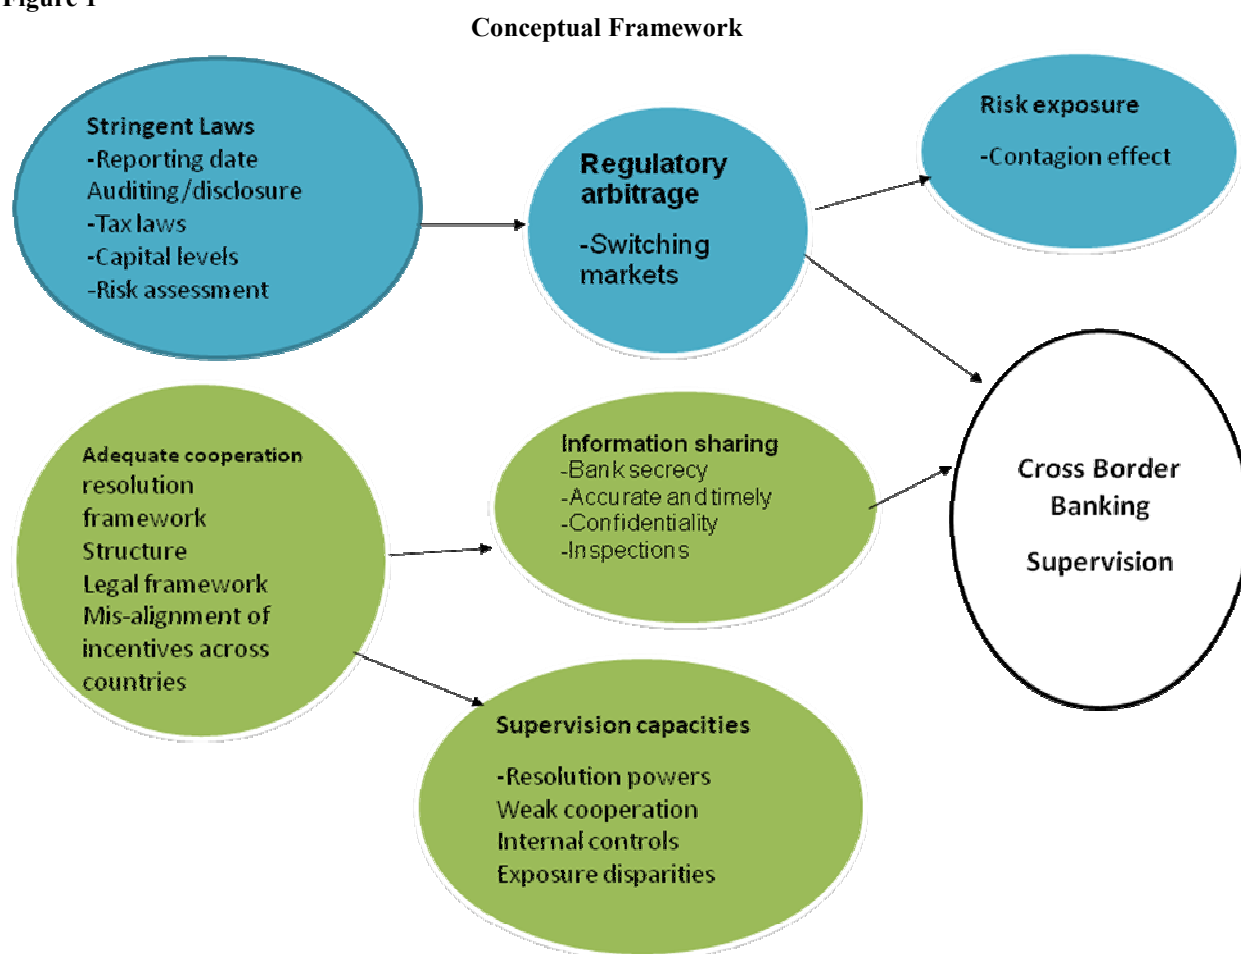 Figure 1
Conceptual Framework
Stringent Laws
-Reporting date
Auditing/disclosure
-Tax laws
-Capital levels
-Risk assessment
Regulatory
arbitrage
-Switching
markets
Risk exposure
-Contagion effect
Adequate cooperation
resolution
framework
Structure
Legal framework
Mis-alignment of
incentives across
countries
Information sharing
-Bank secrecy
-Accurate and timely
-Confidentiality
-Inspections
Cross Border
Banking
Supervision
Supervision capacities
-Resolution powers
Weak cooperation
Internal controls
Exposure disparities